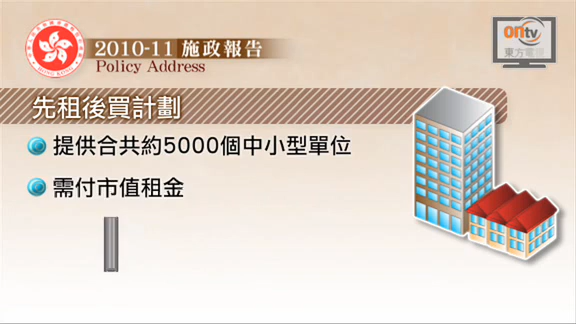 2010-11 施政報告
Policy Address
ontv
東方電視
先租後買計劃
提供合共約5000個中小型單位
需付市值租金
HONG KONG